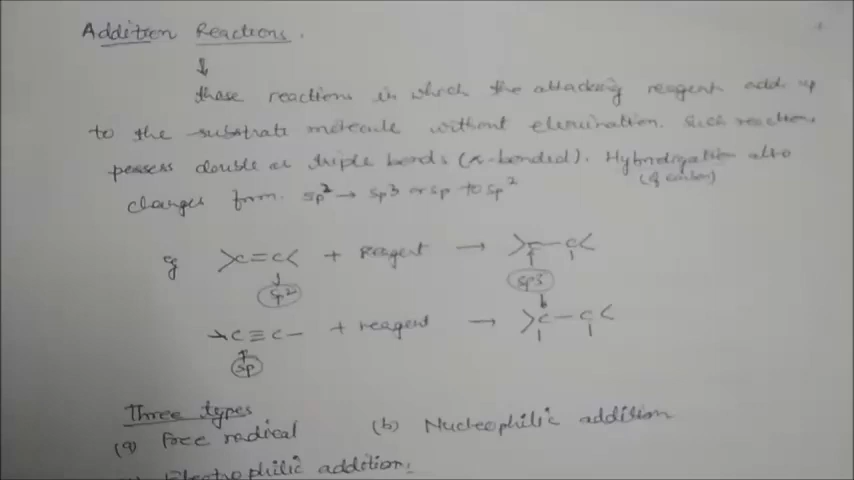 Addition Reactions.
↓
those reactions in which the attacking reagent add up
to the substrate molecule without elimination. Such reactions
possess double or triple bonds (π-bonded). Hybridization also
(of carbon)
changes from sp² → sp3 or sp to sp²
eg >C=C< + Reagent → >C-C<
sp2
sp3
C≡C- + reagent → >C-C<
sp
Three types
(a) Free radical (b) Nucleophilic addition
Electrophilic addition.